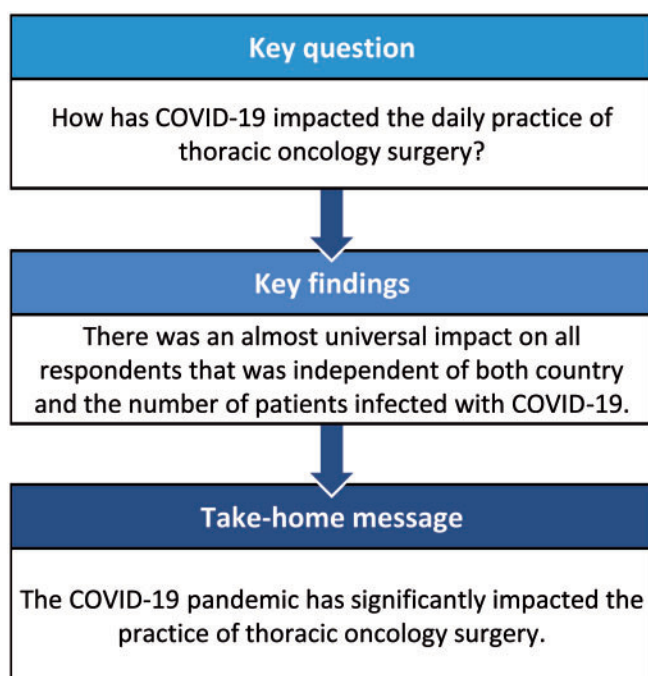 Key question
How has COVID-19 impacted the daily practice of
thoracic oncology surgery?
Key findings
There was an almost universal impact on all
respondents that was independent of both country
and the number of patients infected with COVID-19.
Take-home message
The COVID-19 pandemic has significantly impacted the
practice of thoracic oncology surgery.